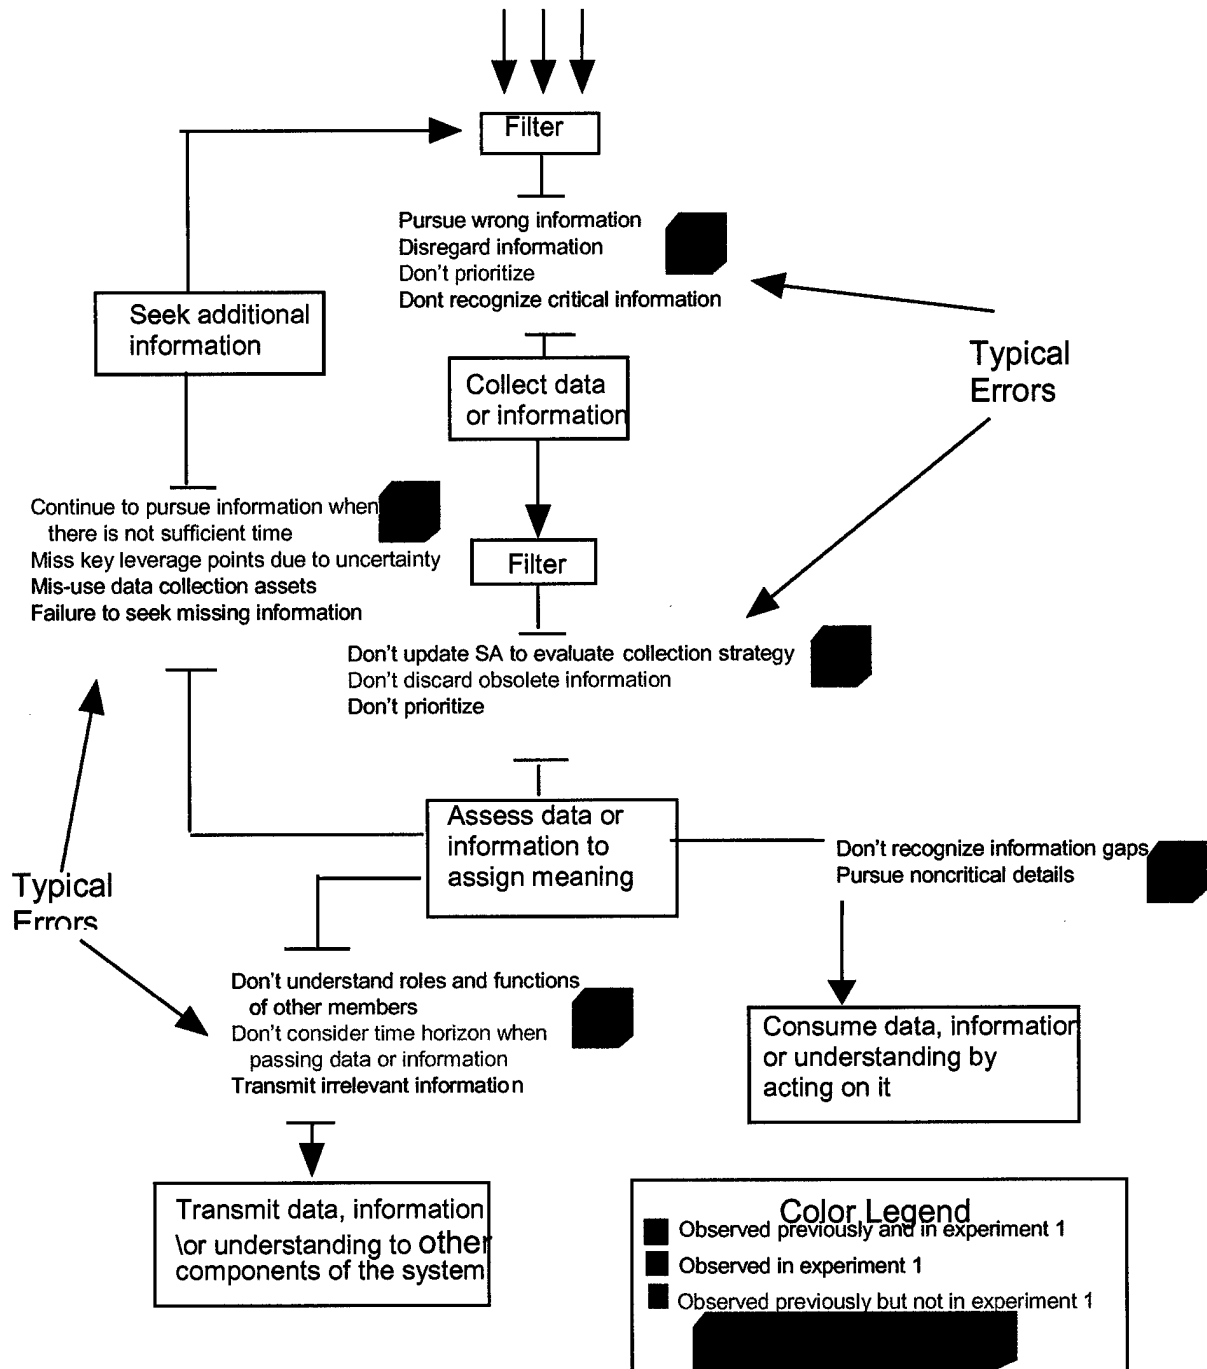 Filter
Pursue wrong information
Disregard information
Don't prioritize
Dont recognize critical information
Seek additional
information
Typical
Errors
Collect data
or information
Continue to pursue information when
there is not sufficient time
Miss key leverage points due to uncertainty
Mis-use data collection assets
Failure to seek missing information
Filter
Don't update SA to evaluate collection strategy
Don't discard obsolete information
Don't prioritize
Assess data or
information to
assign meaning
Don't recognize information gaps
Pursue noncritical details
Typical
Errors
Don't understand roles and functions
of other members
Don't consider time horizon when
passing data or information
Transmit irrelevant information
Consume data, information
or understanding by
acting on it
Transmit data, information
\or understanding to other
components of the system
Color Legend
Observed previously and in experiment 1
Observed in experiment 1
Observed previously but not in experiment 1